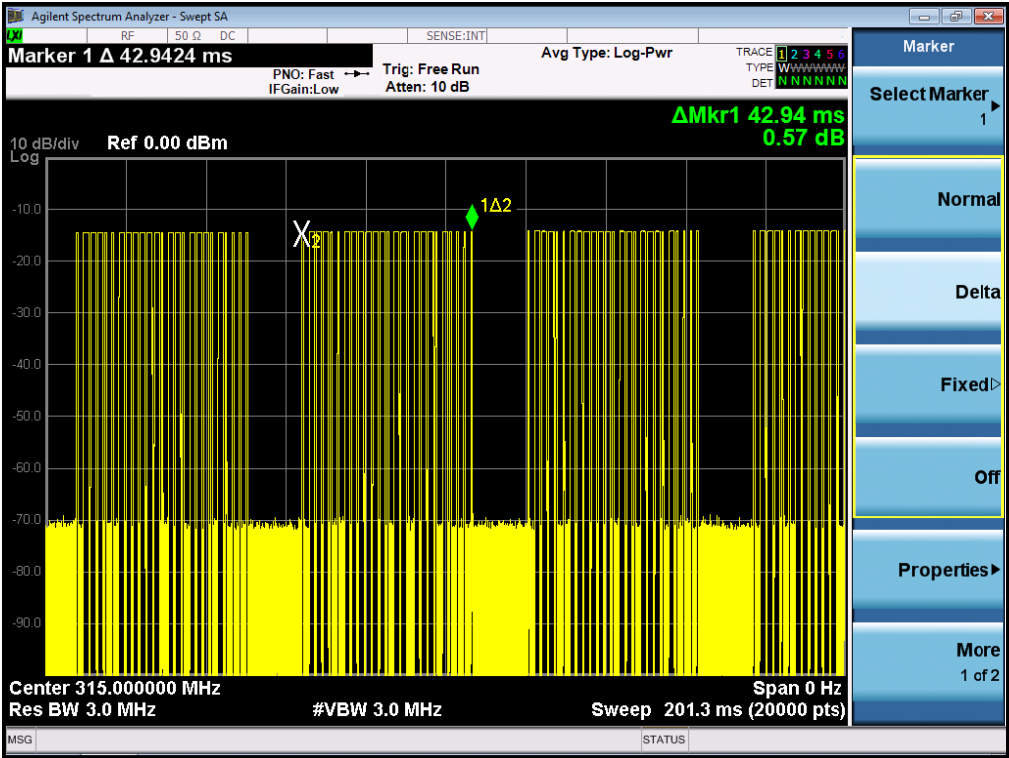 Agilent Spectrum Analyzer - Swept SA
LXI RF 50 Ω DC SENSE:INT
Marker 1 Δ 42.9424 ms
PNO: Fast
IFGain:Low
Trig: Free Run
Atten: 10 dB
Avg Type: Log-Pwr
TRACE 1 2 3 4 5 6
TYPE WWWWWW
DET N N N N N N
ΔMkr1 42.94 ms
0.57 dB
10 dB/div Ref 0.00 dBm
Log
-10.0
-20.0
-30.0
-40.0
-50.0
-60.0
-70.0
-80.0
-90.0
X2
1Δ2
Center 315.000000 MHz Span 0 Hz
Res BW 3.0 MHz #VBW 3.0 MHz Sweep 201.3 ms (20000 pts)
MSG STATUS
Marker
Select Marker
1
Normal
Delta
Fixed
Off
Properties
More
1 of 2